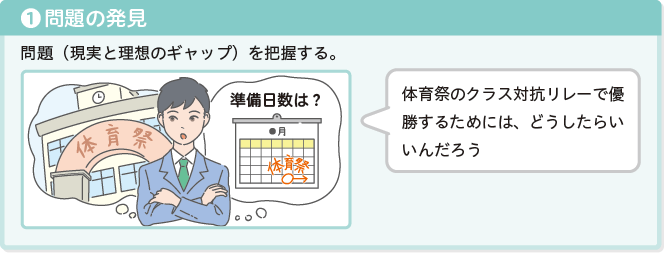 ❶問題の発見
問題（現実と理想のギャップ）を把握する。
体育祭
準備日数は？
●月
体育祭
体育祭のクラス対抗リレーで優
勝するためには、どうしたらい
いんだろう